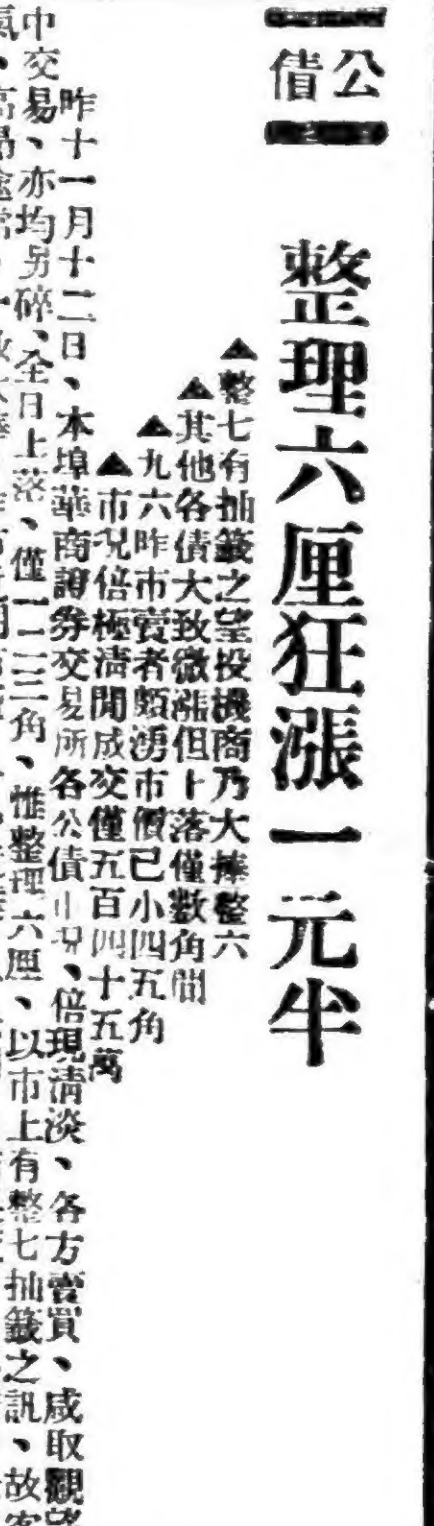 公債
整理六厘狂漲一元半
▲整七有抽籤之望投機商乃大捧整六
▲其他各債大致微漲但上落僅數角間
▲九六昨市賣者頗湧市價已小四五角
▲市況倍極清閒成交僅五百四十五萬
昨十一月十二日、本埠華商證券交易所各公債市況、倍現清淡、各方賣買、咸取觀望
中交易、亦均另碎、全日上落、僅一二三角、惟整理六厘、以市上有整七抽籤之訊、故客
氣、高昂逾常